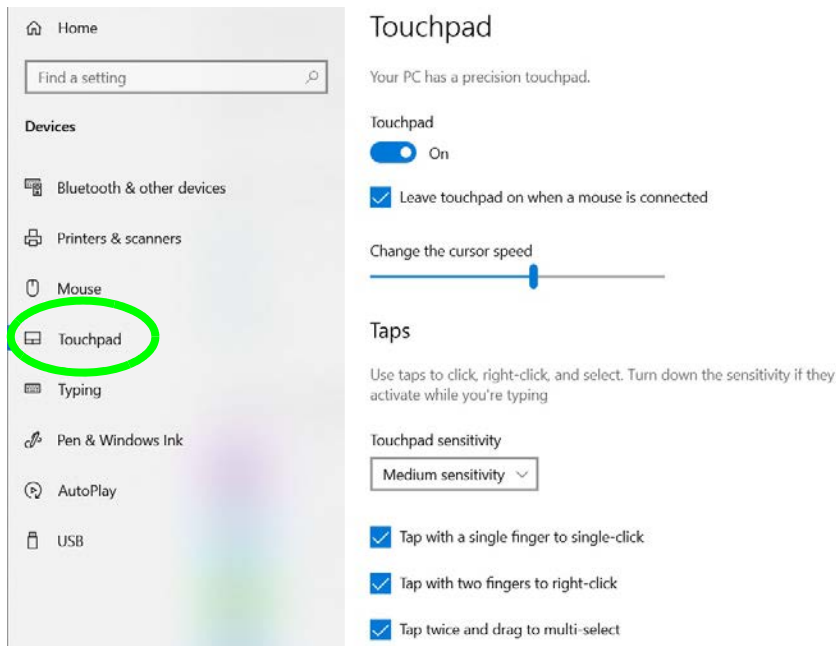 Home
Find a setting
Devices
Bluetooth & other devices
Printers & scanners
Mouse
Touchpad
Typing
Pen & Windows Ink
AutoPlay
USB
Touchpad
Your PC has a precision touchpad.
Touchpad
On
Leave touchpad on when a mouse is connected
Change the cursor speed
Taps
Use taps to click, right-click, and select. Turn down the sensitivity if they
activate while you're typing
Touchpad sensitivity
Medium sensitivity
Tap with a single finger to single-click
Tap with two fingers to right-click
Tap twice and drag to multi-select